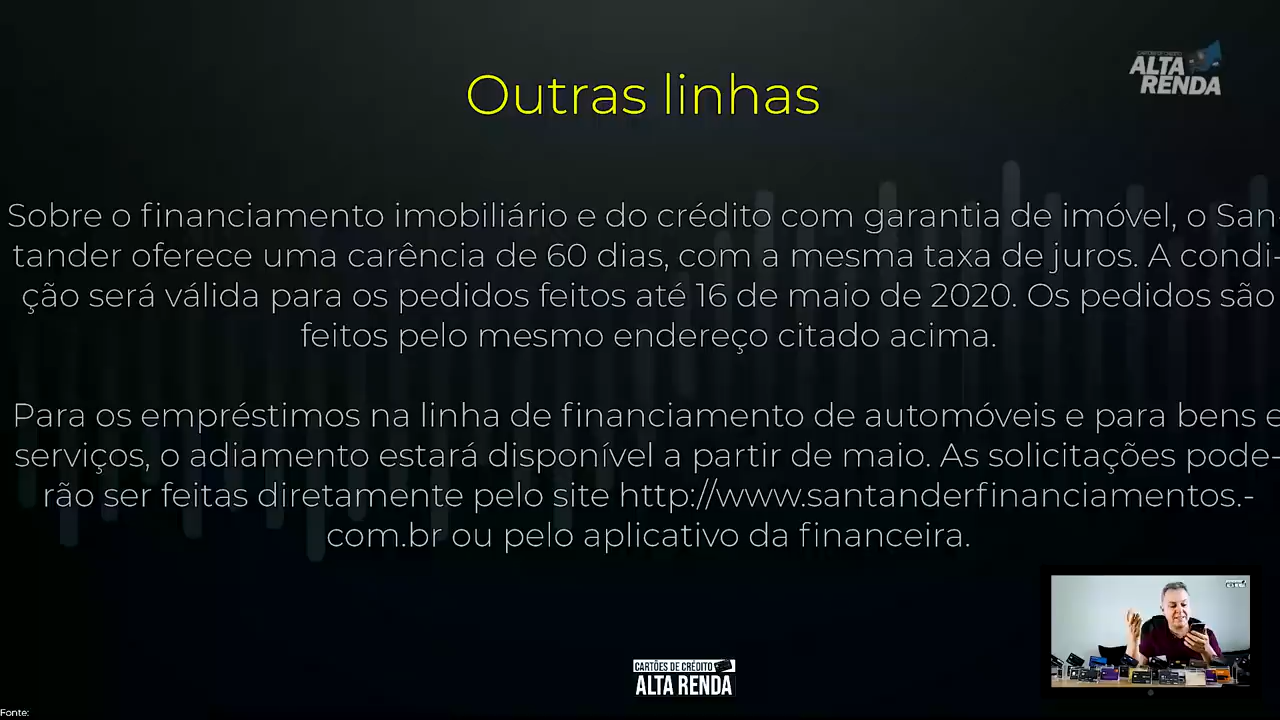 CARTÕES DE CRÉDITO
ALTA
RENDA
Outras linhas
Sobre o financiamento imobiliário e do crédito com garantia de imóvel, o San-
tander oferece uma carência de 60 dias, com a mesma taxa de juros. A condi-
ção será válida para os pedidos feitos até 16 de maio de 2020. Os pedidos são
feitos pelo mesmo endereço citado acima.
Para os empréstimos na linha de financiamento de automóveis e para bens e
serviços, o adiamento estará disponível a partir de maio. As solicitações pode-
rão ser feitas diretamente pelo site http://www.santanderfinanciamentos.-
com.br ou pelo aplicativo da financeira.
CARTÕES DE CRÉDITO
ALTA RENDA
Fonte: